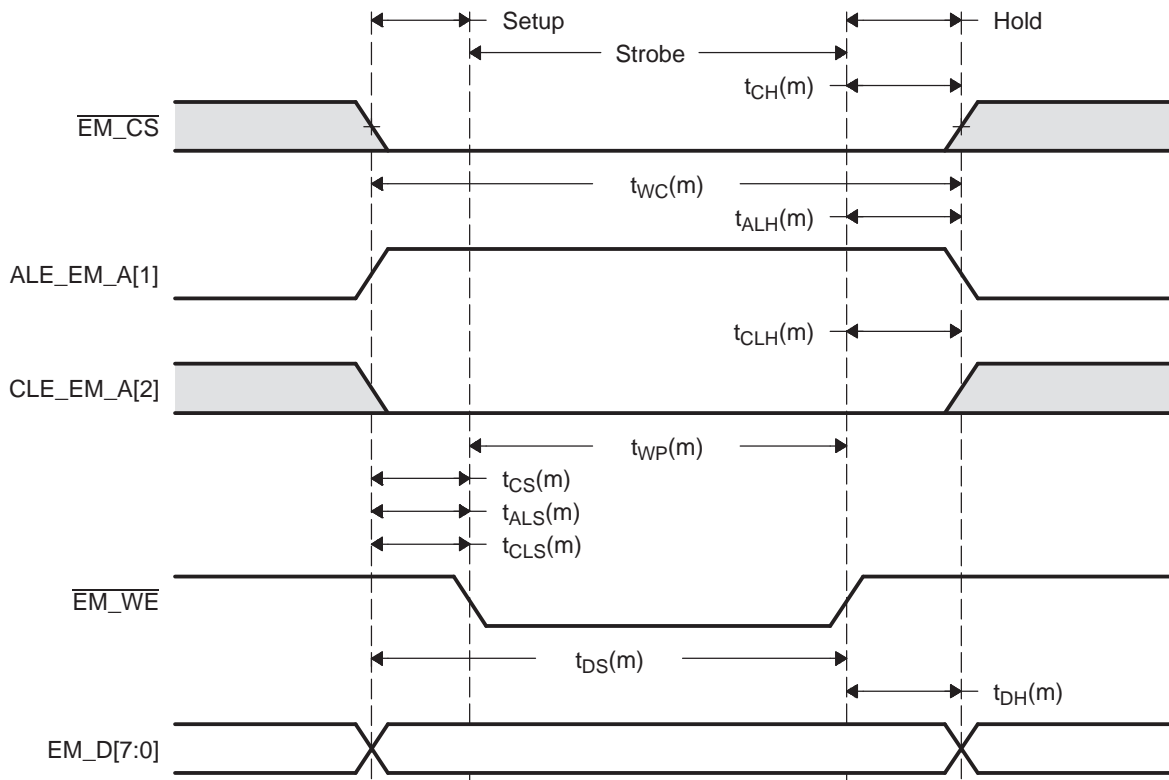 Setup
Hold
Strobe
tCH(m)
EM_CS
tWC(m)
tALH(m)
ALE_EM_A[1]
tCLH(m)
CLE_EM_A[2]
tWP(m)
tCS(m)
tALS(m)
tCLS(m)
EM_WE
tDS(m)
tDH(m)
EM_D[7:0]